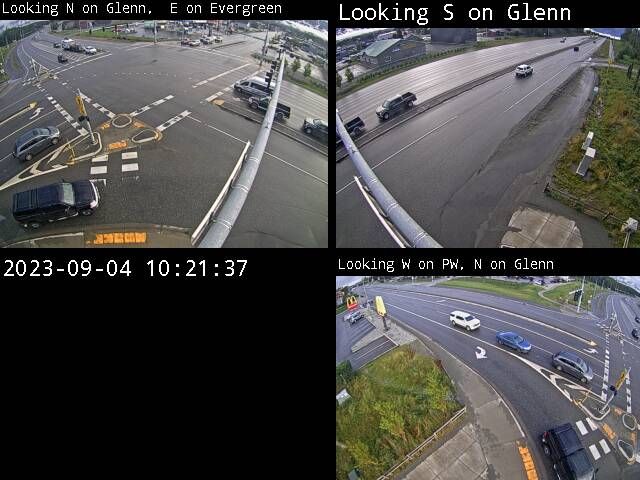 Looking N on Glenn,  E on Evergreen
Looking S on Glenn
2023-09-04 10:21:37
Looking W on PW, N on Glenn